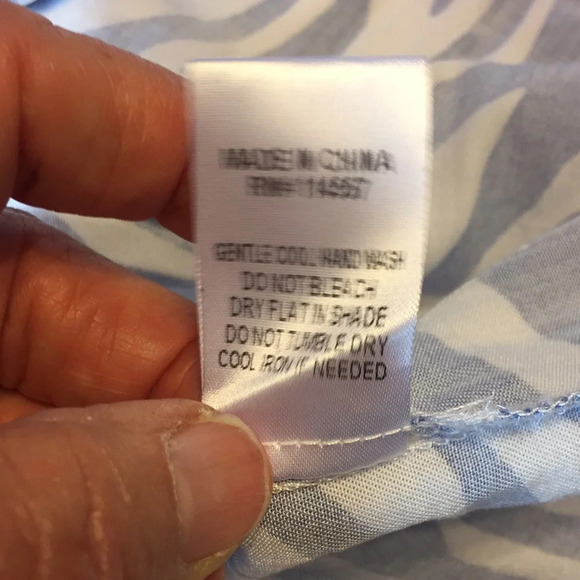 MADE IN CHINA
GENTLE COOL HAND WASH
DO NOT BLEACH
DRY FLAT IN SHADE
DO NOT TUMBLE DRY
COOL IRON IF NEEDED